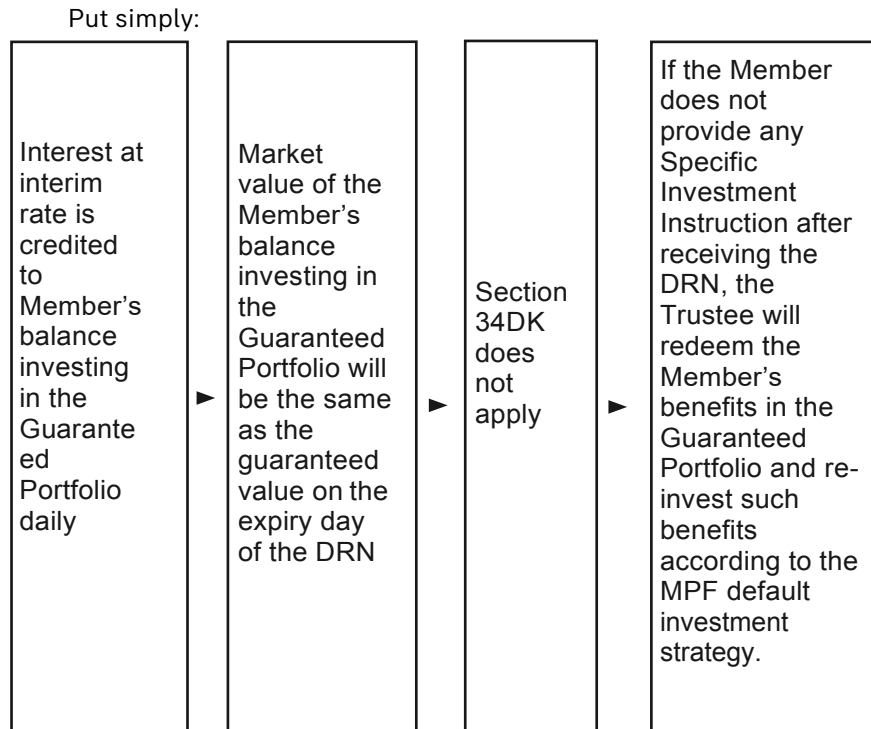 Put simply:
Interest at
interim
rate is
credited
to
Member’s
balance
investing
in the
Guarante
ed
Portfolio
daily
►
Market
value of the
Member’s
balance
investing in
the
Guaranteed
Portfolio will
be the same
as the
guaranteed
value on the
expiry day
of the DRN
►
Section
34DK
does
not
apply
►
If the Member
does not
provide any
Specific
Investment
Instruction after
receiving the
DRN, the
Trustee will
redeem the
Member’s
benefits in the
Guaranteed
Portfolio and re-
invest such
benefits
according to the
MPF default
investment
strategy.